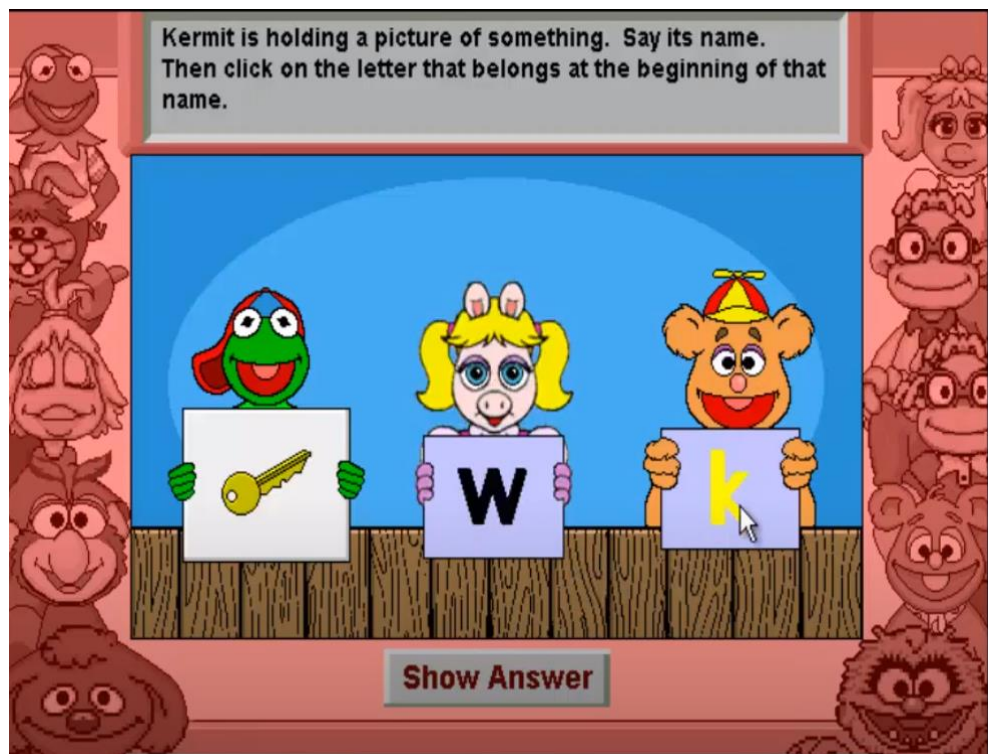 Kermit is holding a picture of something. Say its name.
Then click on the letter that belongs at the beginning of that
name.
w
k
Show Answer